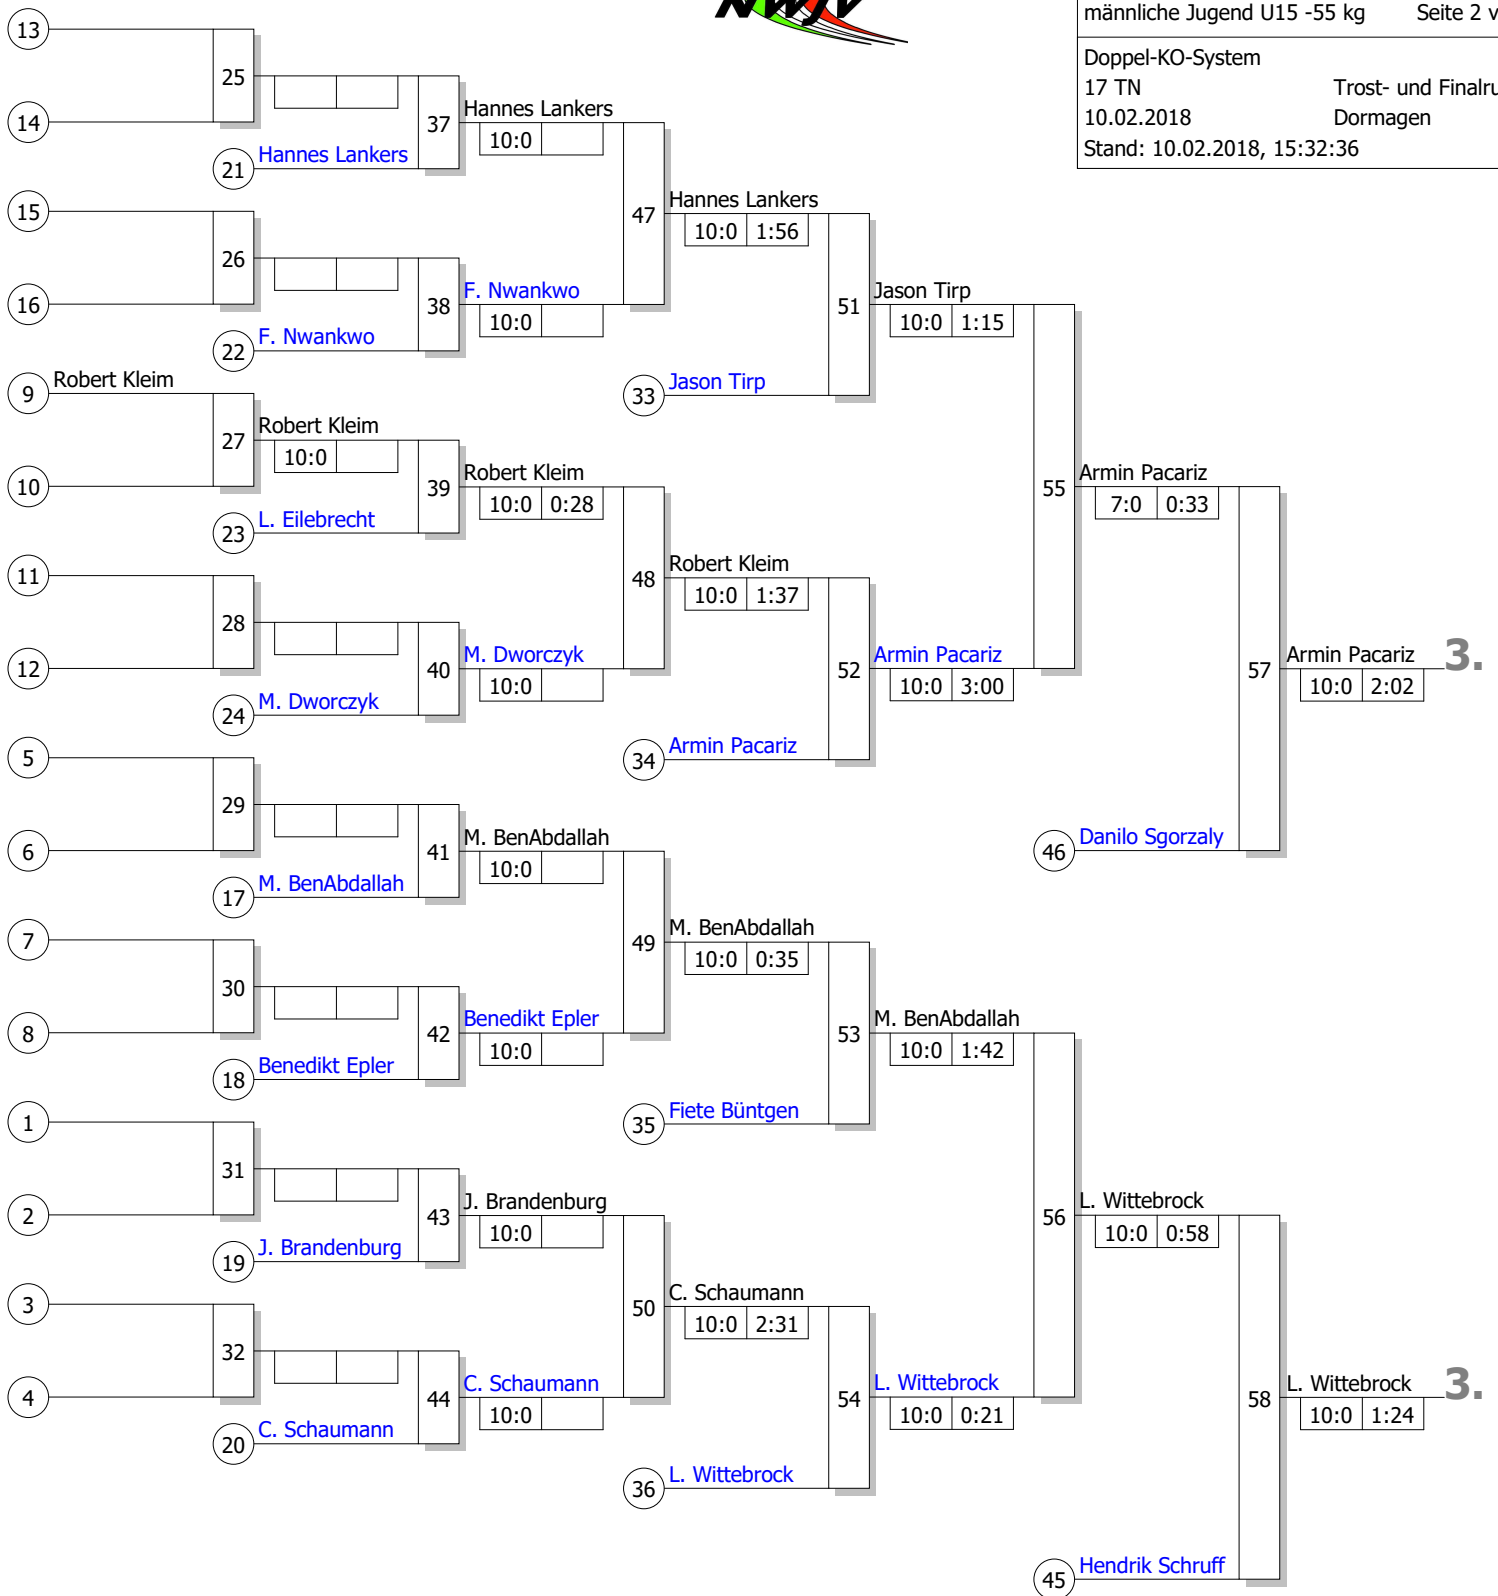 NWJV
männliche Jugend U15 -55 kg Seite 2 v
Doppel-KO-System
17 TN Trost- und Finalru
10.02.2018 Dormagen
Stand: 10.02.2018, 15:32:36
13
25
14
37
Hannes Lankers
10:0
21
Hannes Lankers
15
47
Hannes Lankers
10:0 1:56
26
16
38
F. Nwankwo
10:0
22
F. Nwankwo
51
Jason Tirp
10:0 1:15
9
Robert Kleim
33
Jason Tirp
27
Robert Kleim
10:0
10
39
Robert Kleim
10:0 0:28
55
Armin Pacariz
7:0 0:33
23
L. Eilebrecht
11
48
Robert Kleim
10:0 1:37
28
12
40
M. Dworczyk
10:0
52
Armin Pacariz
10:0 3:00
57
Armin Pacariz
10:0 2:02
3.
24
M. Dworczyk
5
34
Armin Pacariz
29
6
41
M. BenAbdallah
10:0
46
Danilo Sgorzaly
17
M. BenAbdallah
7
49
M. BenAbdallah
10:0 0:35
30
8
42
Benedikt Epler
10:0
53
M. BenAbdallah
10:0 1:42
18
Benedikt Epler
1
35
Fiete Büntgen
31
2
43
J. Brandenburg
10:0
56
L. Wittebrock
10:0 0:58
19
J. Brandenburg
3
50
C. Schaumann
10:0 2:31
32
4
44
C. Schaumann
10:0
54
L. Wittebrock
10:0 0:21
58
L. Wittebrock
10:0 1:24
3.
20
C. Schaumann
36
L. Wittebrock
45
Hendrik Schruff